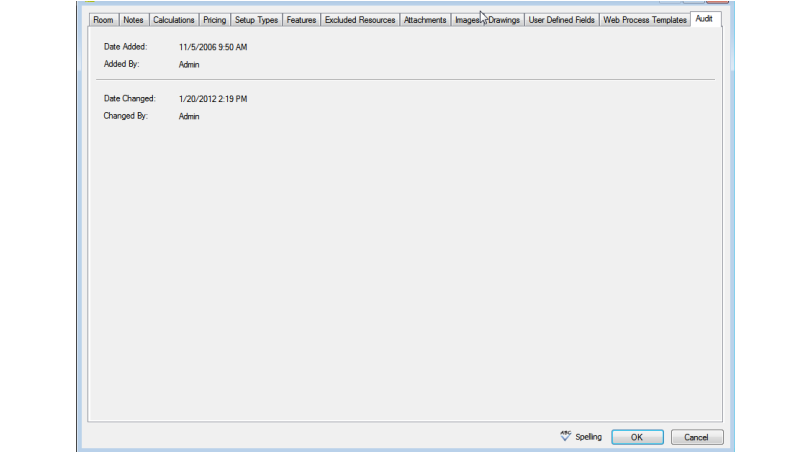 Room Notes Calculations Pricing Setup Types Features Excluded Resources Attachments Images/Drawings User Defined Fields Web Process Templates Audit
Date Added: 11/5/2006 9:50 AM
Added By: Admin
Date Changed: 1/20/2012 2:19 PM
Changed By: Admin
ABC Spelling OK Cancel